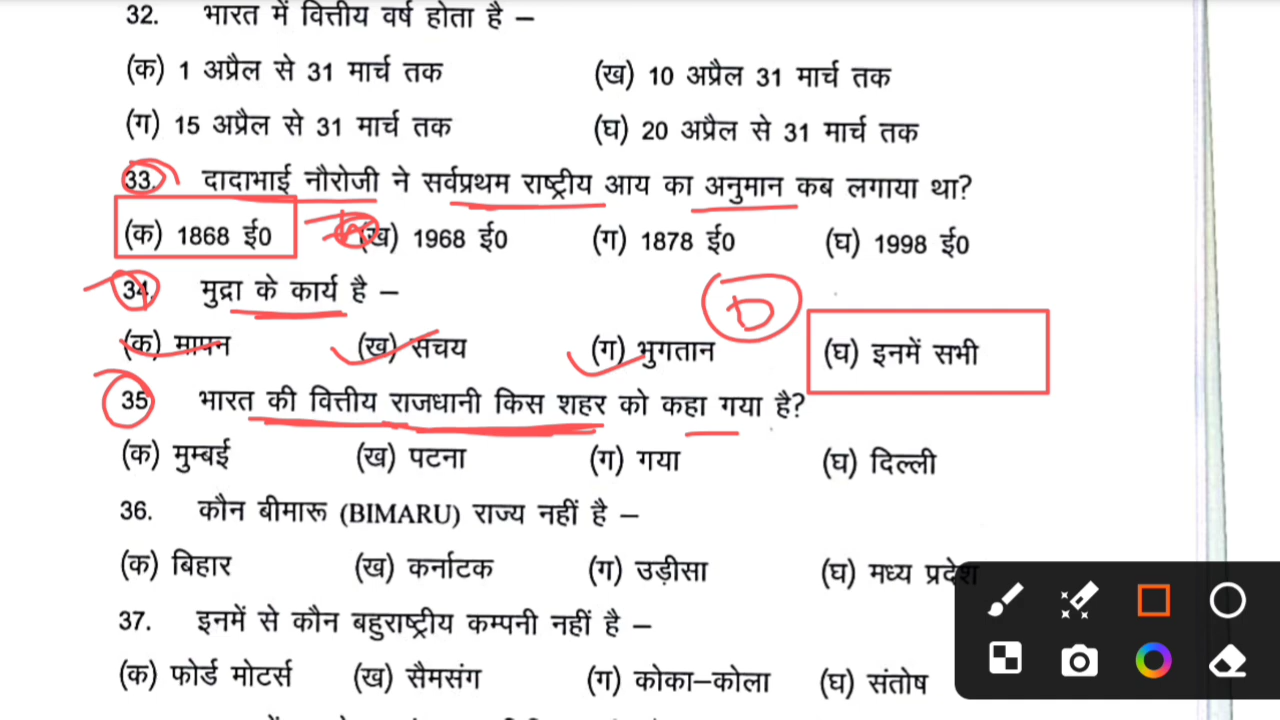 32. भारत में वित्तीय वर्ष होता है –
(क) 1 अप्रैल से 31 मार्च तक (ख) 10 अप्रैल 31 मार्च तक
(ग) 15 अप्रैल से 31 मार्च तक (घ) 20 अप्रैल से 31 मार्च तक
33. दादाभाई नौरोजी ने सर्वप्रथम राष्ट्रीय आय का अनुमान कब लगाया था?
(क) 1868 ई0 (ख) 1968 ई0 (ग) 1878 ई0 (घ) 1998 ई0
34. मुद्रा के कार्य है –
D
(क) मापन (ख) संचय (ग) भुगतान (घ) इनमें सभी
35 भारत की वित्तीय राजधानी किस शहर को कहा गया है?
(क) मुम्बई (ख) पटना (ग) गया (घ) दिल्ली
36. कौन बीमारू (BIMARU) राज्य नहीं है –
(क) बिहार (ख) कर्नाटक (ग) उड़ीसा (घ) मध्य प्रदेश
37. इनमें से कौन बहुराष्ट्रीय कम्पनी नहीं है –
(क) फोर्ड मोटर्स (ख) सैमसंग (ग) कोका–कोला (घ) संतोष